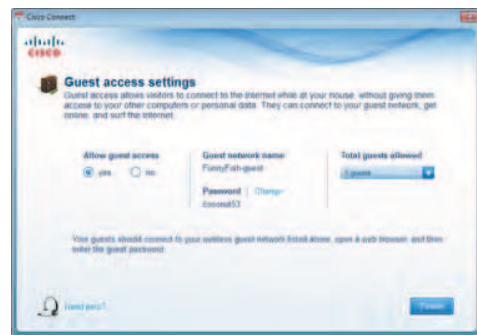 Cisco Connect
CISCO
Guest access settings
Guest access allows visitors to connect to the Internet while at your house, without giving them
access to your other computers or personal data. They can connect to your guest network, get
online, and surf the Internet.
Allow guest access
yes
no
Guest network name
FunnyFish-guest
Password | Change
coconut53
Total guests allowed
5 guests
Your guests should connect to your wireless guest network listed above, open a web browser, and then
enter the guest password.
Need help?